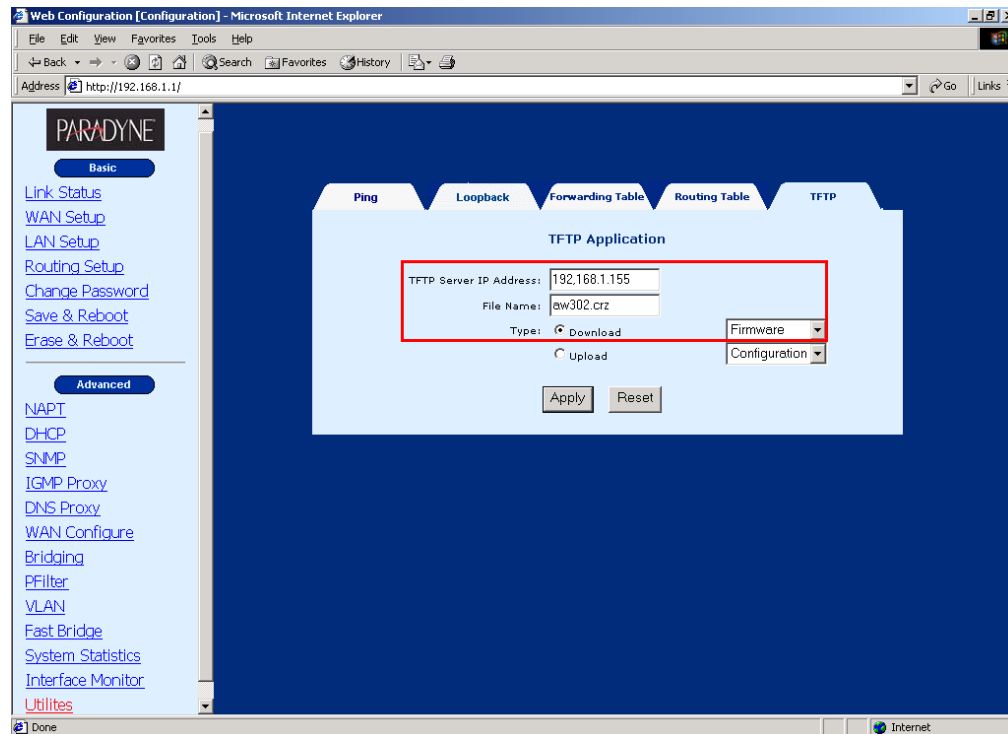 Web Configuration [Configuration] - Microsoft Internet Explorer
File Edit View Favorites Tools Help
Back Search Favorites History
Address http://192.168.1.1/ Go Links
PARADYNE
Basic
Link Status
WAN Setup
LAN Setup
Routing Setup
Change Password
Save & Reboot
Erase & Reboot
Advanced
NAPT
DHCP
SNMP
IGMP Proxy
DNS Proxy
WAN Configure
Bridging
PFilter
VLAN
Fast Bridge
System Statistics
Interface Monitor
Utilites
Ping Loopback Forwarding Table Routing Table TFTP
TFTP Application
TFTP Server IP Address: 192,168.1.155
File Name: aw302.crz
Type: Download Firmware
Upload Configuration
Apply Reset
Done Internet